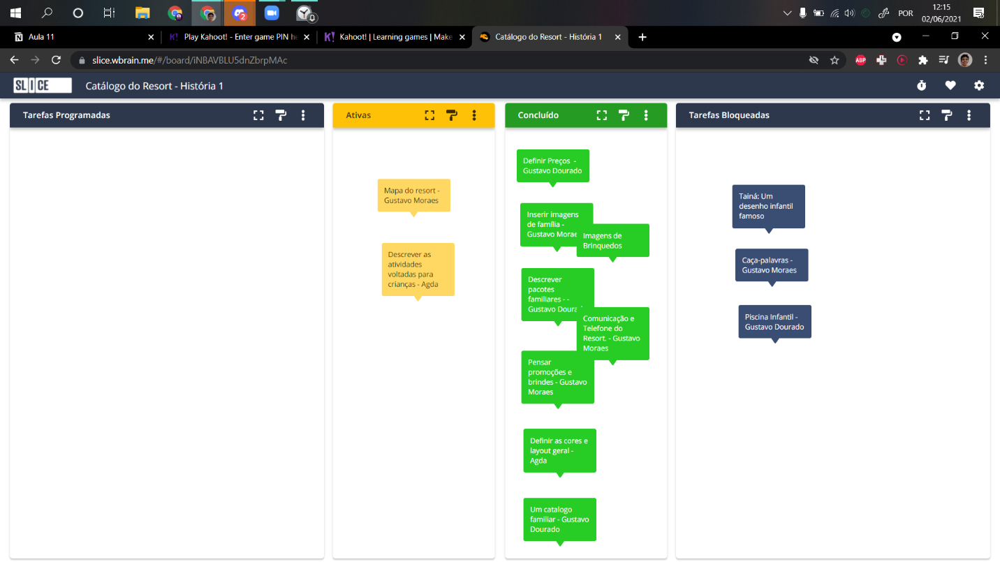 12:15
POR
02/06/2021
2
Aula 11
Play Kahoot! - Enter game PIN he
Kahoot! | Learning games | Make
Catálogo do Resort - História 1
slice.wbrain.me/#/board/iNBAVBLU5dnZbrpMAc
ABP
SLICE
Catálogo do Resort - História 1
Tarefas Programadas
Ativas
Mapa do resort -
Gustavo Moraes
Descrever as
atividades
voltadas para
crianças - Agda
Concluído
Definir Preços -
Gustavo Dourado
Inserir imagens
de família -
Gustavo Morae
Imagens de
Brinquedos
Descrever
pacotes
familiares - -
Gustavo Doura
Comunicação e
Telefone do
Resort. - Gustavo
Moraes
Pensar
promoções e
brindes - Gustavo
Moraes
Definir as cores e
layout geral -
Agda
Um catalogo
familiar - Gustavo
Dourado
Tarefas Bloqueadas
Tainá: Um
desenho infantil
famoso
Caça-palavras -
Gustavo Moraes
Piscina Infantil -
Gustavo Dourado